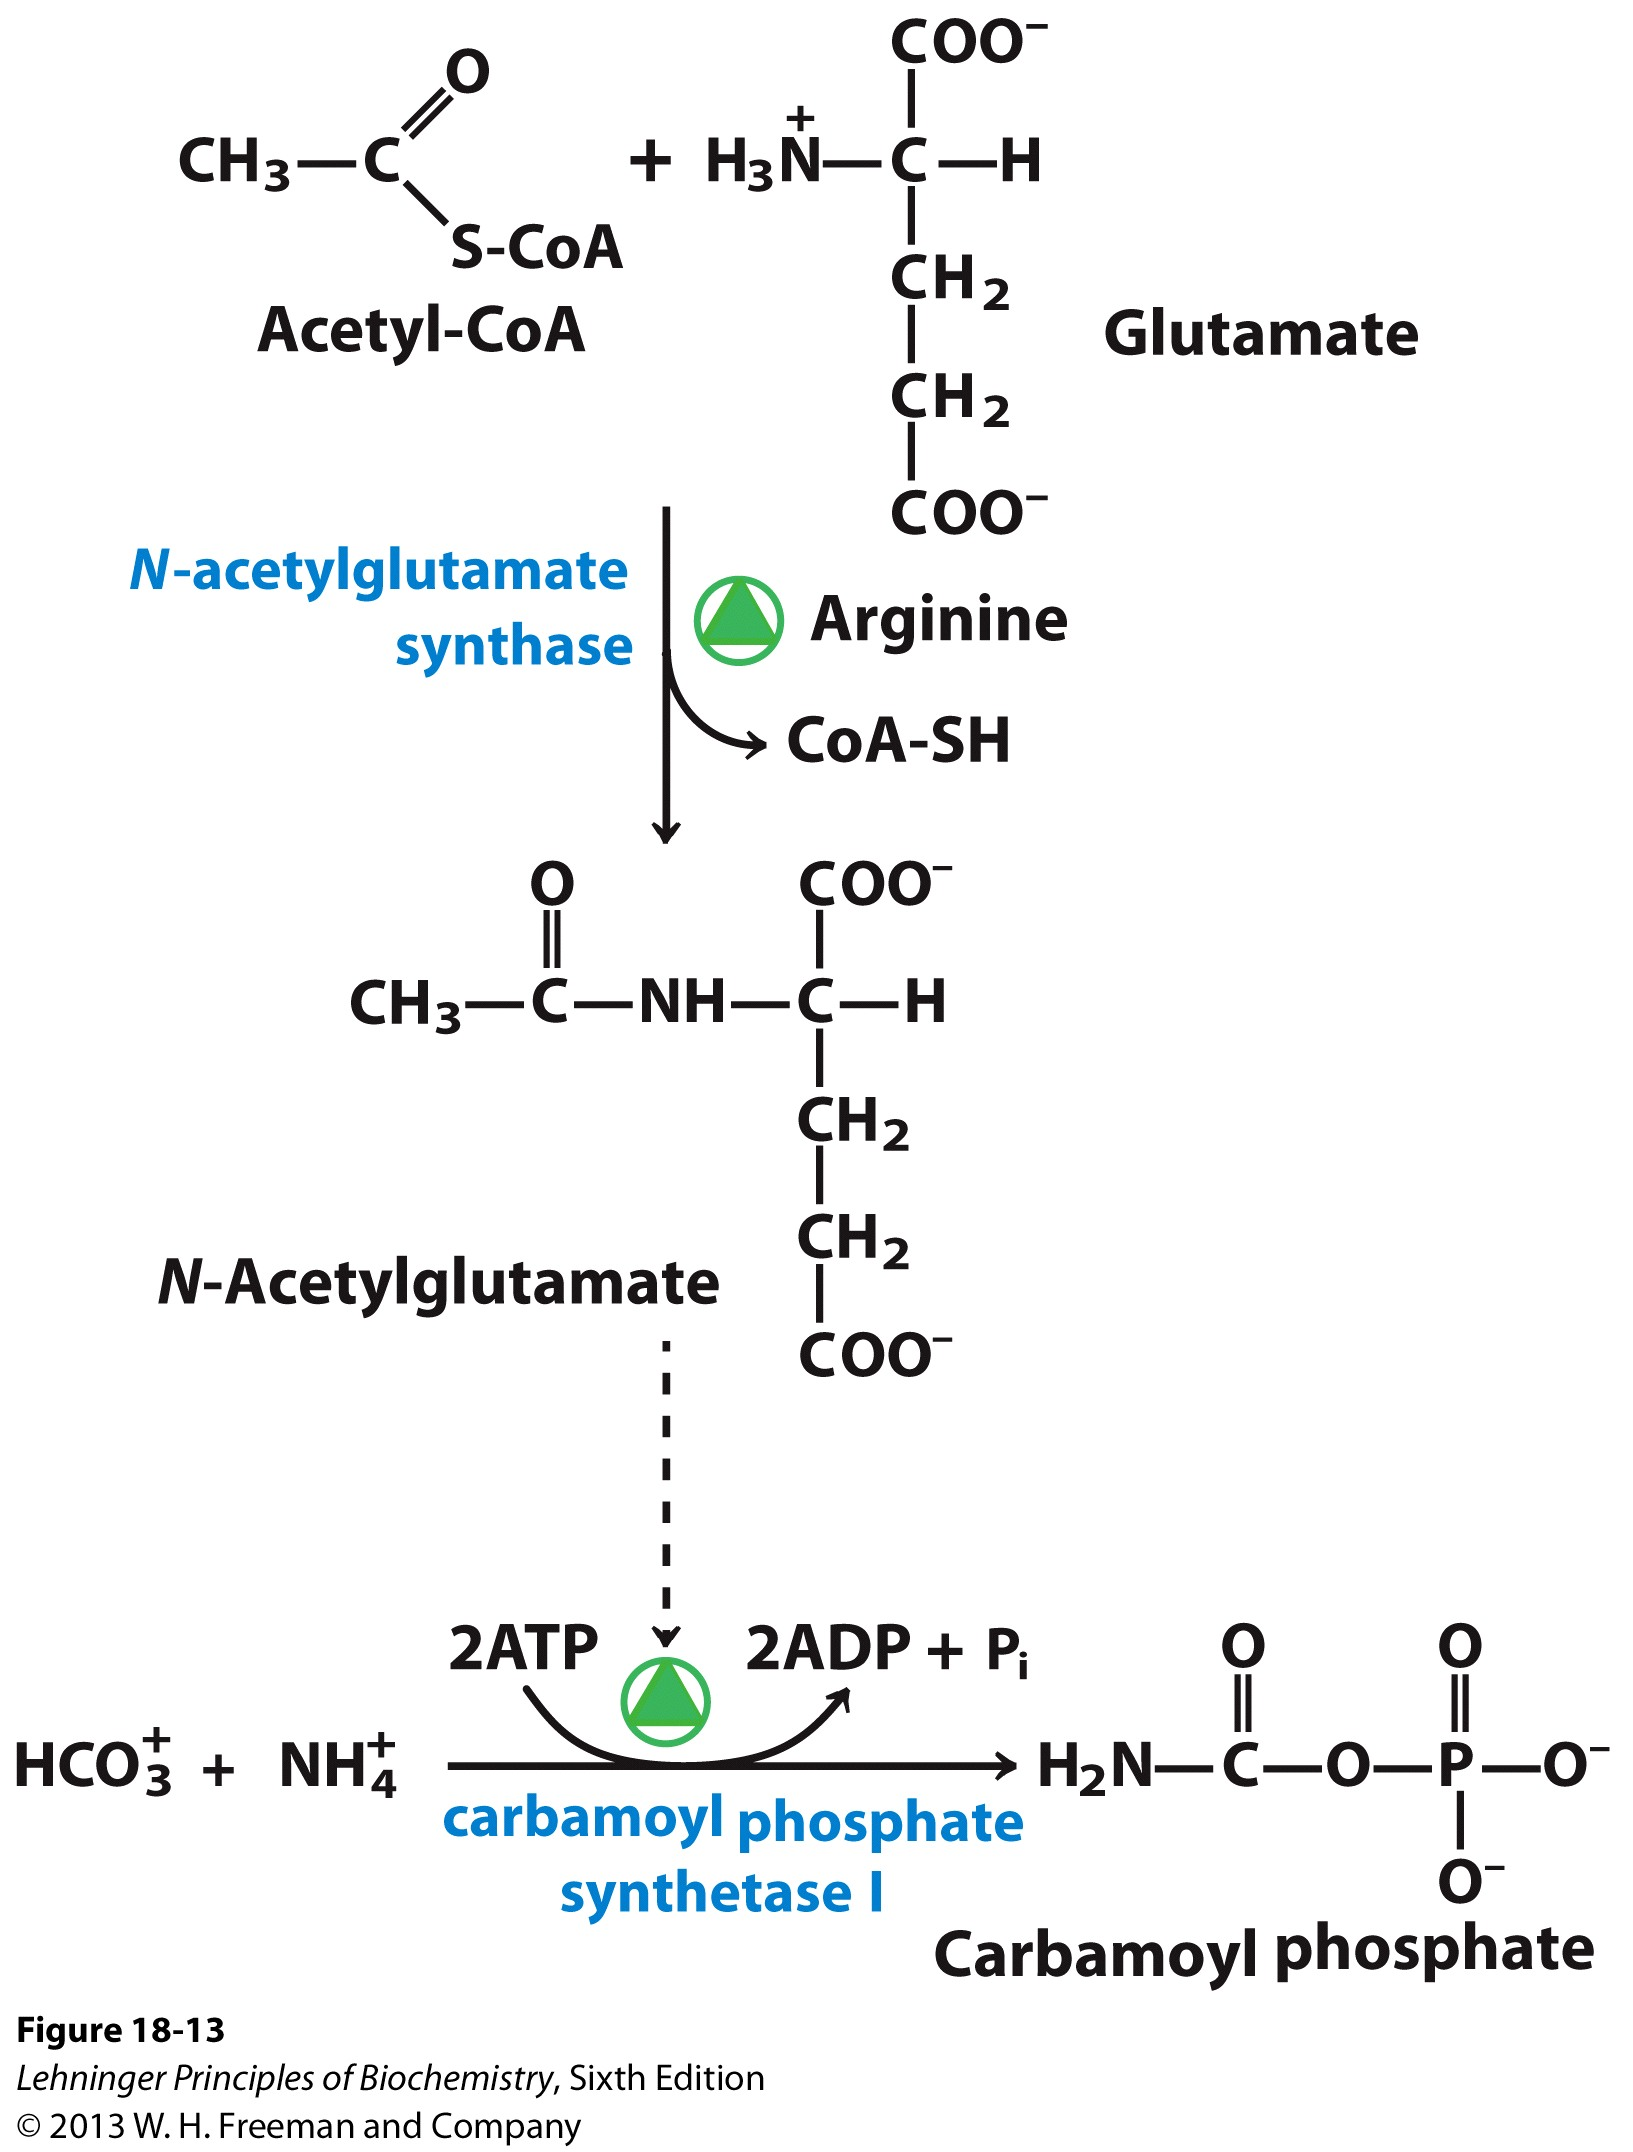 COO⁻
O
CH₃—C + H₃N⁺—C—H
S-CoA
CH₂
Acetyl-CoA
Glutamate
CH₂
COO⁻
N-acetylglutamate
synthase
Arginine
CoA-SH
O COO⁻
CH₃—C—NH—C—H
CH₂
CH₂
N-Acetylglutamate
COO⁻
2ATP 2ADP + Pᵢ O O
HCO₃⁺ + NH₄⁺ H₂N—C—O—P—O⁻
carbamoyl phosphate
synthetase I
O⁻
Carbamoyl phosphate
Figure 18-13
Lehninger Principles of Biochemistry, Sixth Edition
© 2013 W. H. Freeman and Company